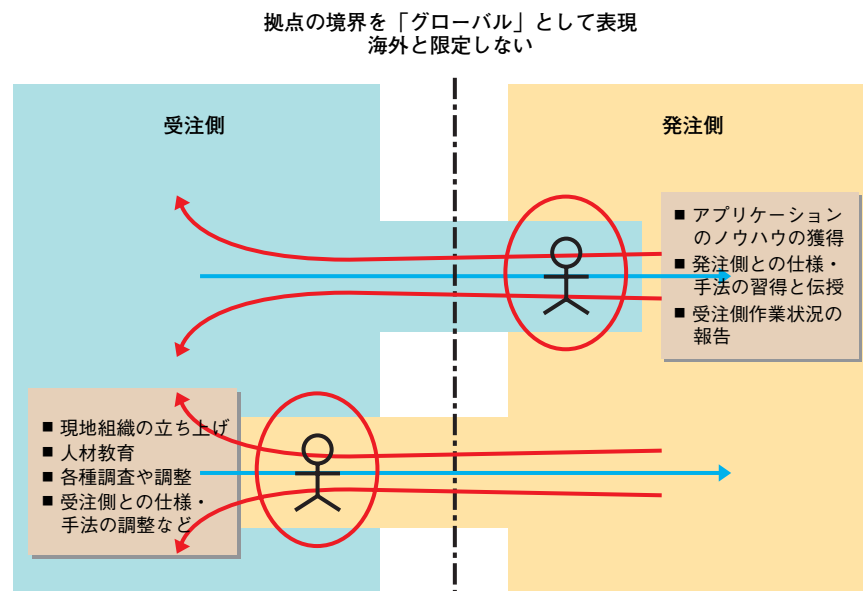 拠点の境界を「グローバル」として表現
海外と限定しない
受注側
発注側
■ アプリケーション
のノウハウの獲得
■ 発注側との仕様・
手法の習得と伝授
■ 受注側作業状況の
報告
■ 現地組織の立ち上げ
■ 人材教育
■ 各種調査や調整
■ 受注側との仕様・
手法の調整など